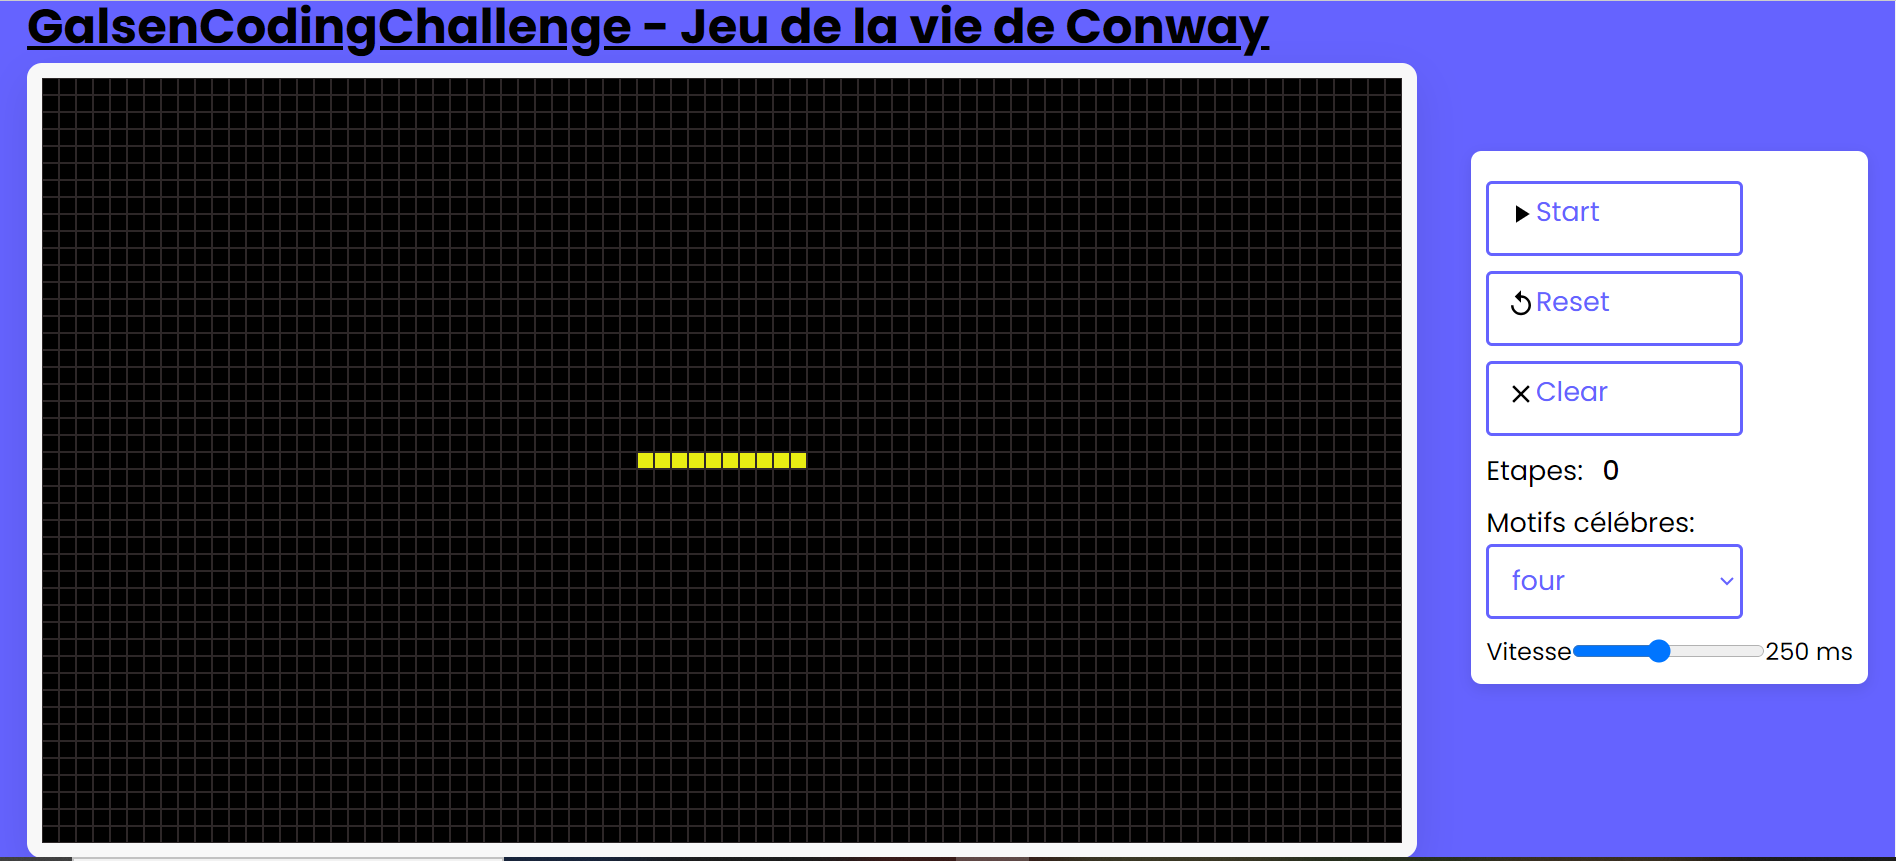 GalsenCodingChallenge - Jeu de la vie de Conway
Start
Reset
Clear
Etapes: 0
Motifs célébres:
four
Vitesse 250 ms